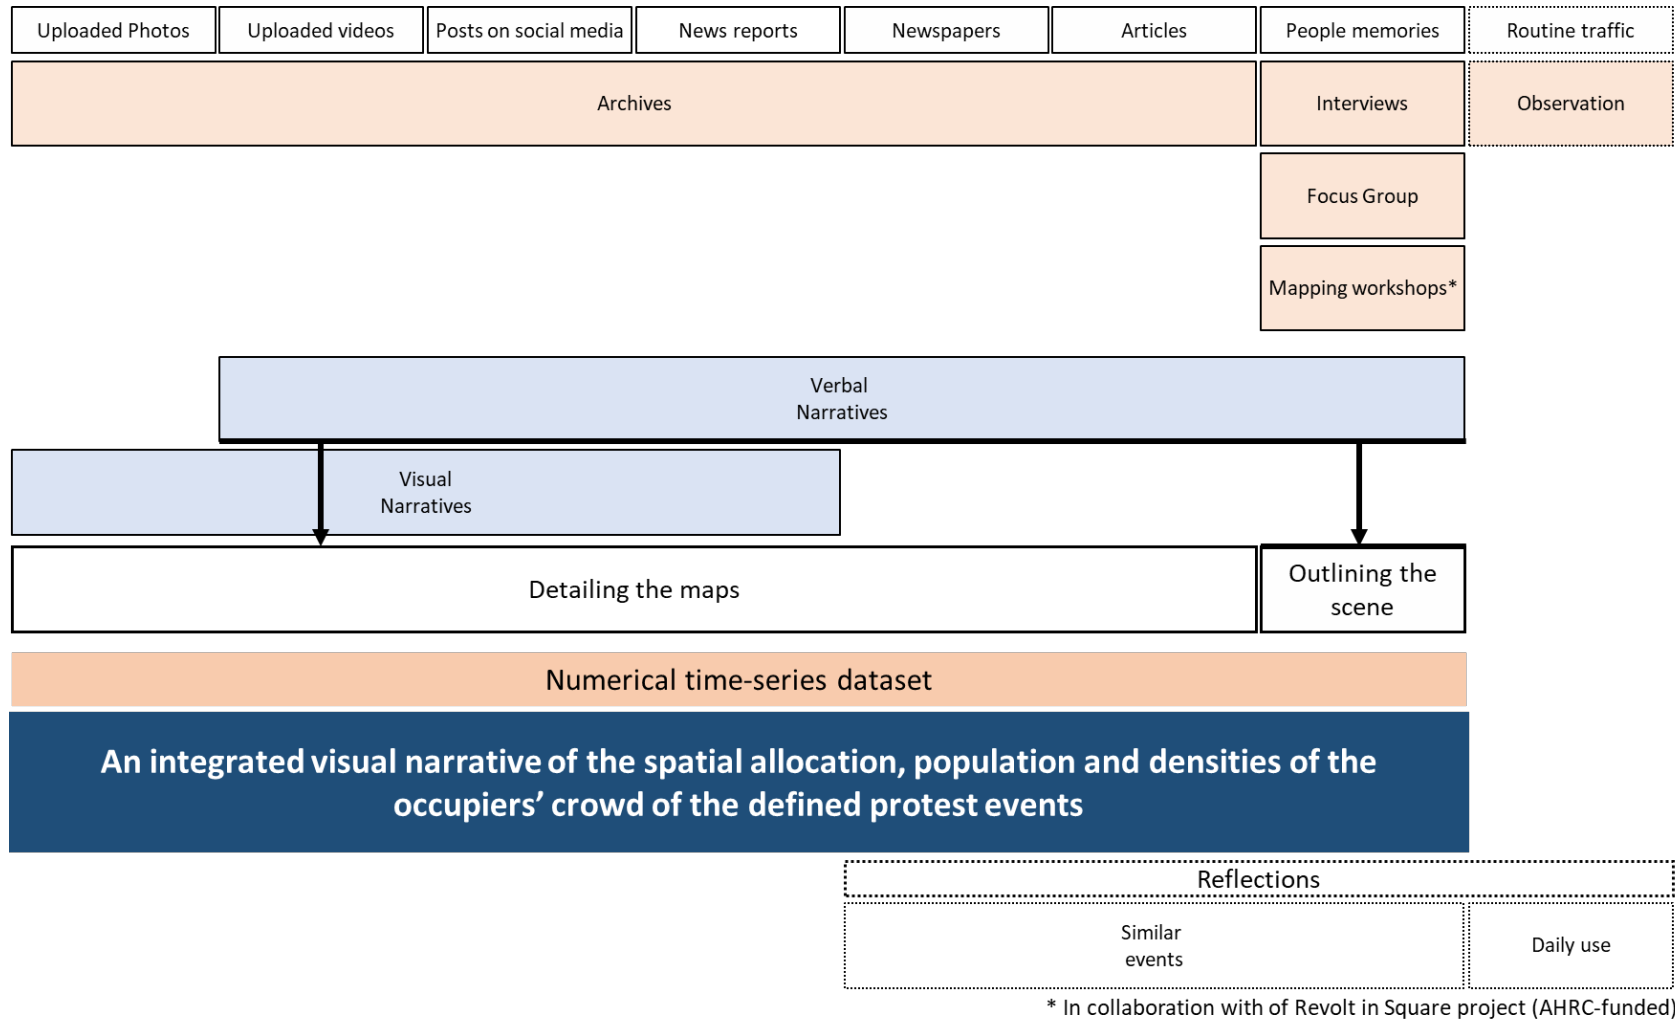 Uploaded Photos
Uploaded videos
Posts on social media
News reports
Newspapers
Articles
People memories
Routine traffic
Archives
Interviews
Observation
Focus Group
Mapping workshops*
Verbal
Narratives
Visual
Narratives
Detailing the maps
Outlining the
scene
Numerical time-series dataset
An integrated visual narrative of the spatial allocation, population and densities of the
occupiers’ crowd of the defined protest events
Reflections
Similar
events
Daily use
* In collaboration with of Revolt in Square project (AHRC-funded)